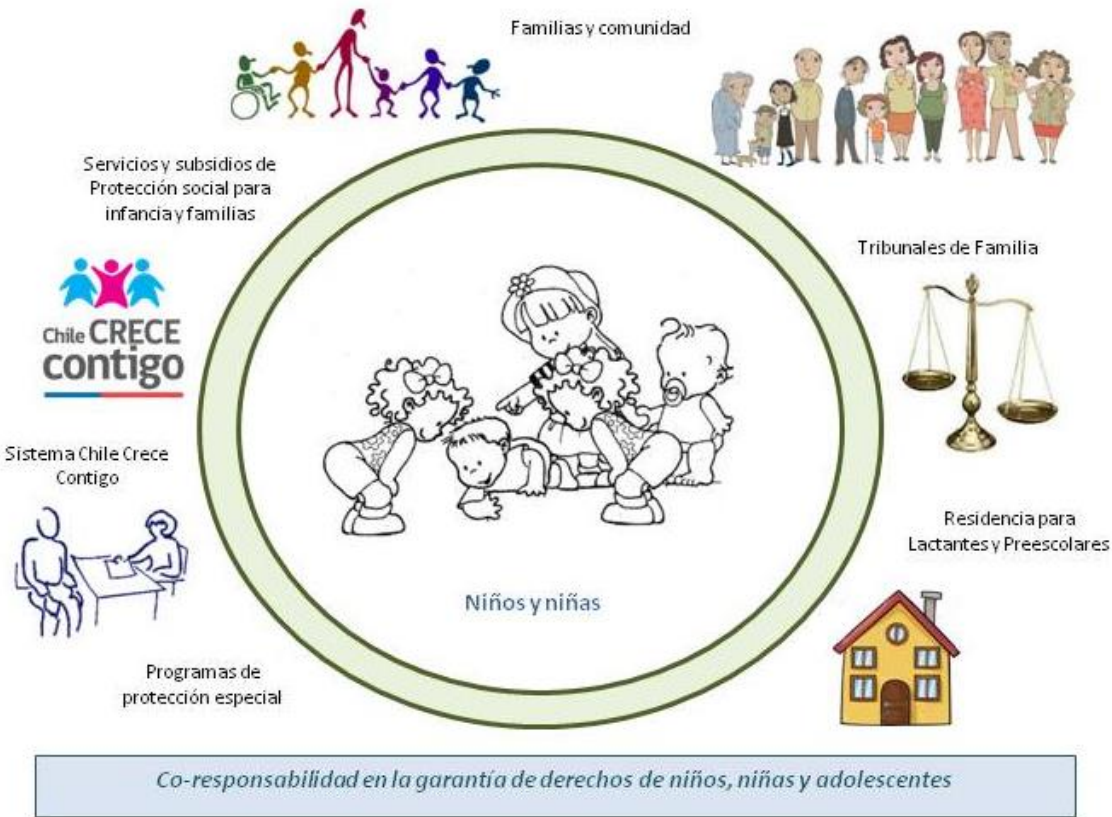 Familias y comunidad
Servicios y subsidios de
Protección social para
infancia y familias
Tribunales de Familia
Chile CRECE
contigo
Sistema Chile Crece
Contigo
Residencia para
Lactantes y Preescolares
Niños y niñas
Programas de
protección especial
Co-responsabilidad en la garantía de derechos de niños, niñas y adolescentes